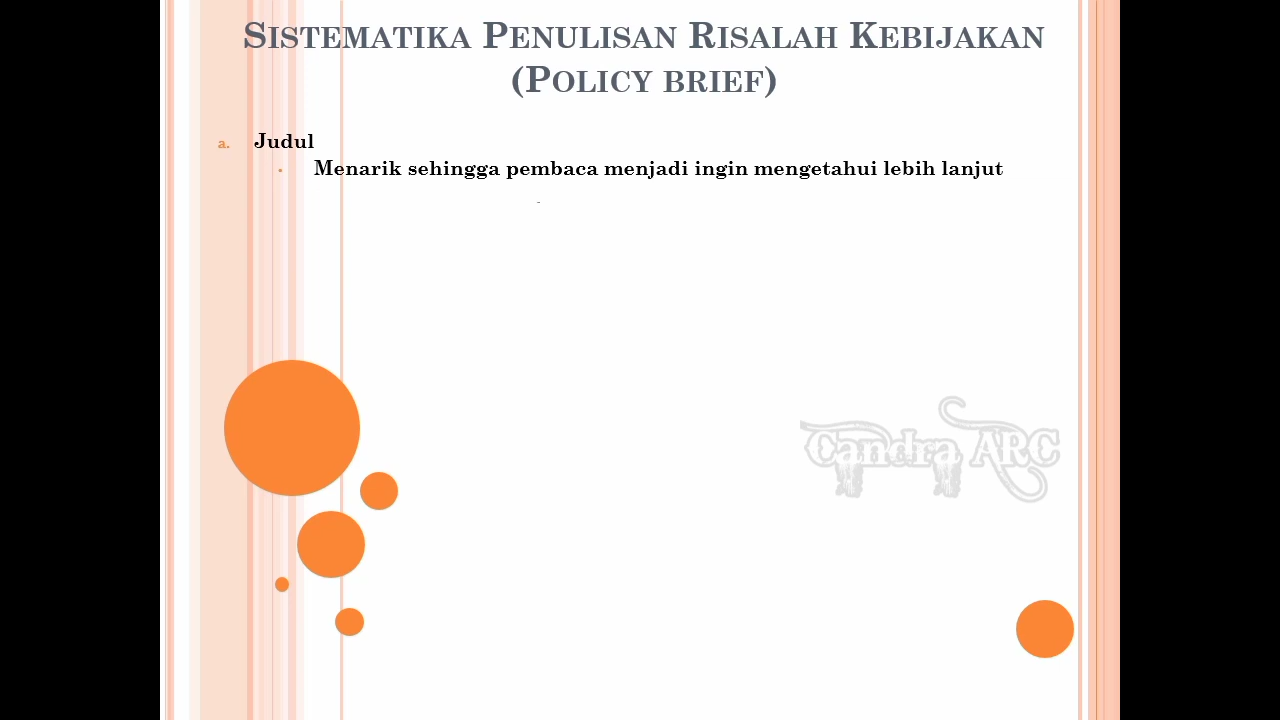 Sistematika Penulisan Risalah Kebijakan
(Policy brief)
a. Judul
• Menarik sehingga pembaca menjadi ingin mengetahui lebih lanjut
Candra ARC